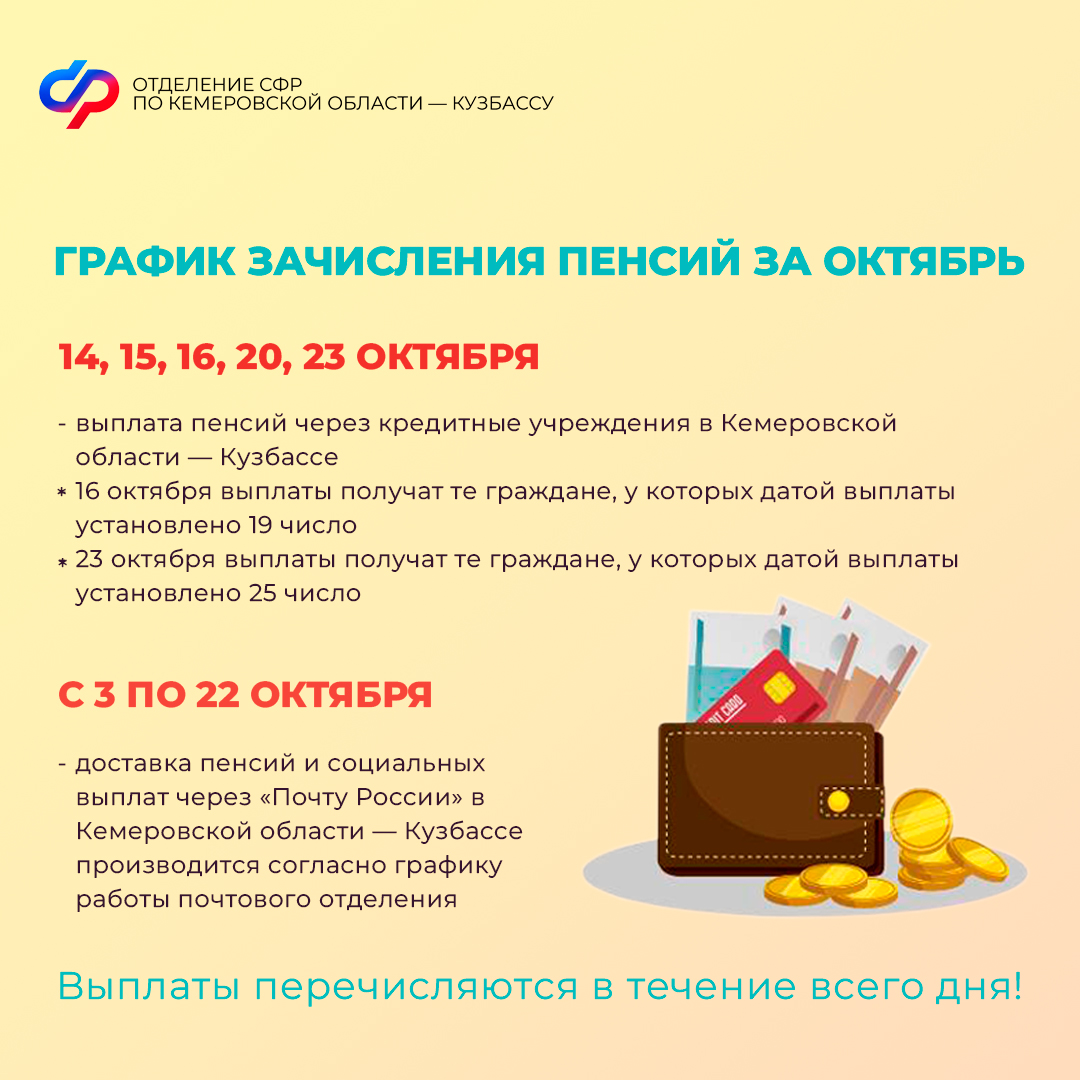 ОТДЕЛЕНИЕ СФР
ПО КЕМЕРОВСКОЙ ОБЛАСТИ — КУЗБАССУ
ГРАФИК ЗАЧИСЛЕНИЯ ПЕНСИЙ ЗА ОКТЯБРЬ
14, 15, 16, 20, 23 ОКТЯБРЯ
- выплата пенсий через кредитные учреждения в Кемеровской
области — Кузбассе
* 16 октября выплаты получат те граждане, у которых датой выплаты
установлено 19 число
* 23 октября выплаты получат те граждане, у которых датой выплаты
установлено 25 число
С 3 ПО 22 ОКТЯБРЯ
- доставка пенсий и социальных
выплат через «Почту России» в
Кемеровской области — Кузбассе
производится согласно графику
работы почтового отделения
Выплаты перечисляются в течение всего дня!